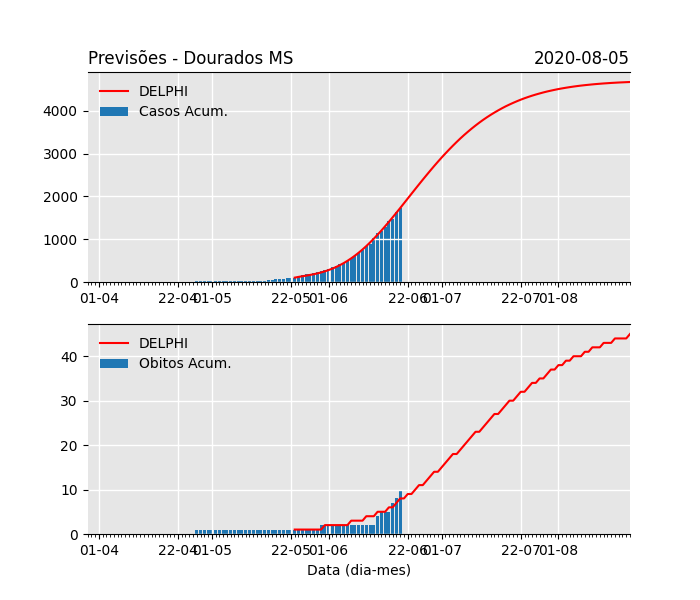 Previsões - Dourados MS 2020-08-05
DELPHI
Casos Acum.
4000
3000
2000
1000
0
01-04 22-04 01-05 22-05 01-06 22-06 01-07 22-07 01-08
DELPHI
Obitos Acum.
40
30
20
10
0
01-04 22-04 01-05 22-05 01-06 22-06 01-07 22-07 01-08
Data (dia-mes)